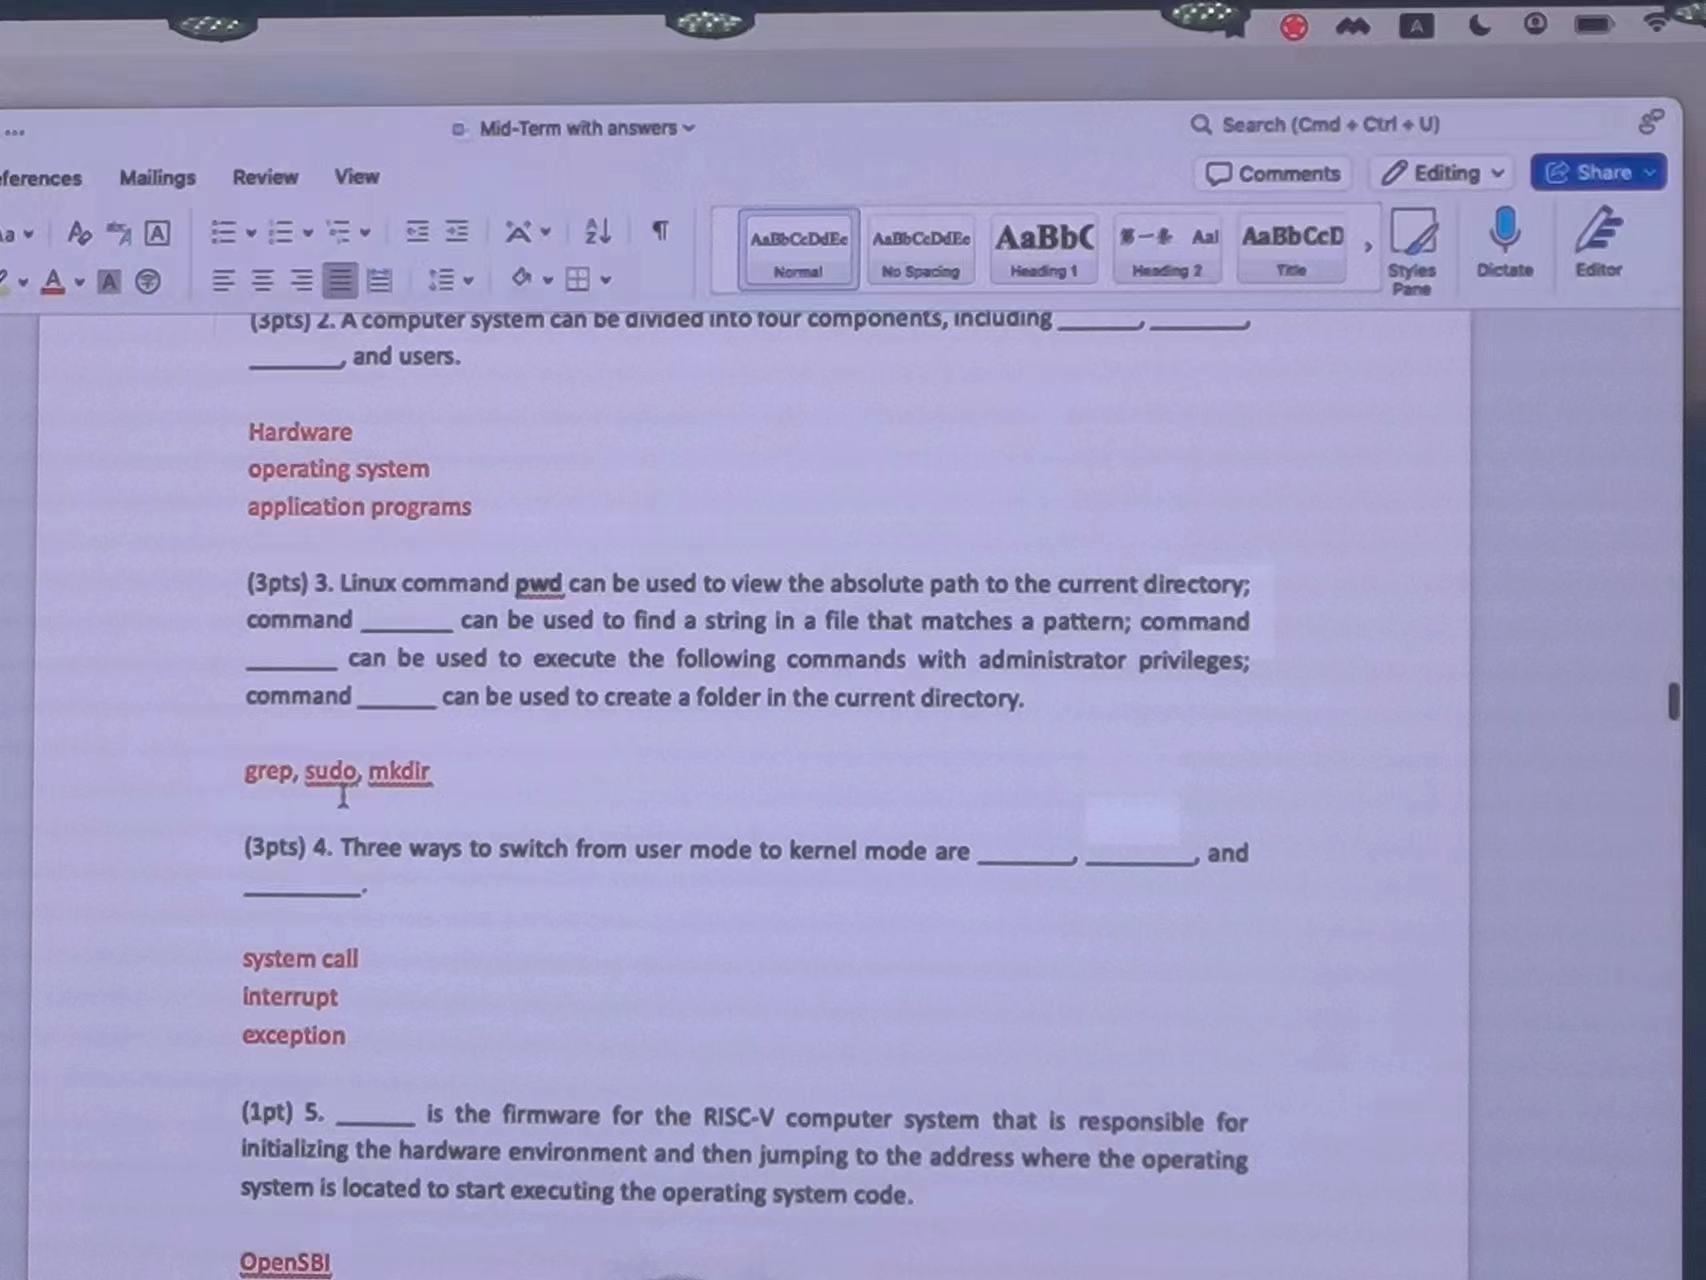 Mid-Term with answers
Search (Cmd + Ctrl + U)
ferences Mailings Review View
Comments Editing Share
AaBbCcDdEe AaBbCcDdEe AaBbC Aal AaBbCcD
Normal No Spacing Heading 1 Heading 2 Title
Styles Pane Dictate Editor
(3pts) 2. A computer system can be divided into four components, including ______, ______,
______, and users.
Hardware
operating system
application programs
(3pts) 3. Linux command pwd can be used to view the absolute path to the current directory;
command ______ can be used to find a string in a file that matches a pattern; command
______ can be used to execute the following commands with administrator privileges;
command ______ can be used to create a folder in the current directory.
grep, sudo, mkdir
(3pts) 4. Three ways to switch from user mode to kernel mode are ______, ______, and
______.
system call
interrupt
exception
(1pt) 5. ______ is the firmware for the RISC-V computer system that is responsible for
initializing the hardware environment and then jumping to the address where the operating
system is located to start executing the operating system code.
OpenSBI